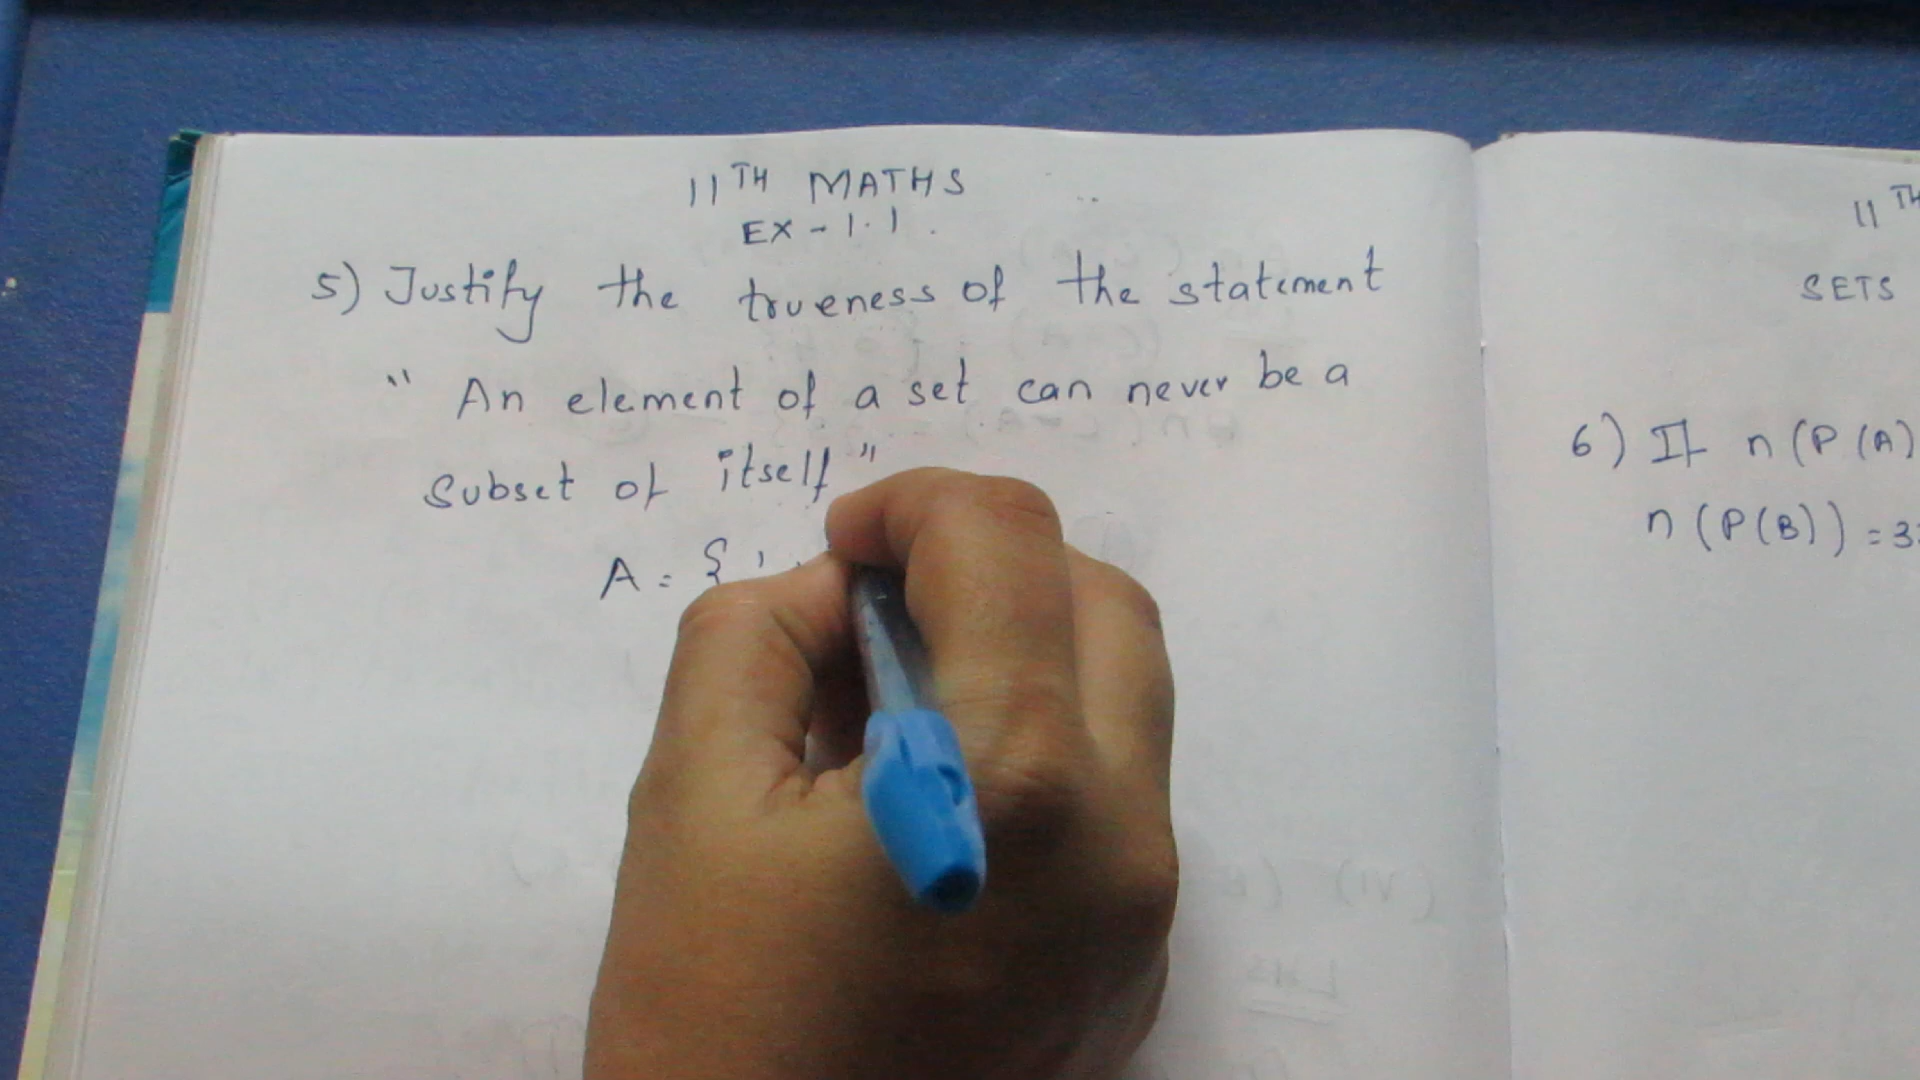 11TH MATHS
EX - 1.1.
5) Justify the trueness of the statement
" An element of a set can never be a
Subset of itself "
A = { 1
11 TH
SETS
6) If n (P (A)
n (P (B)) = 3